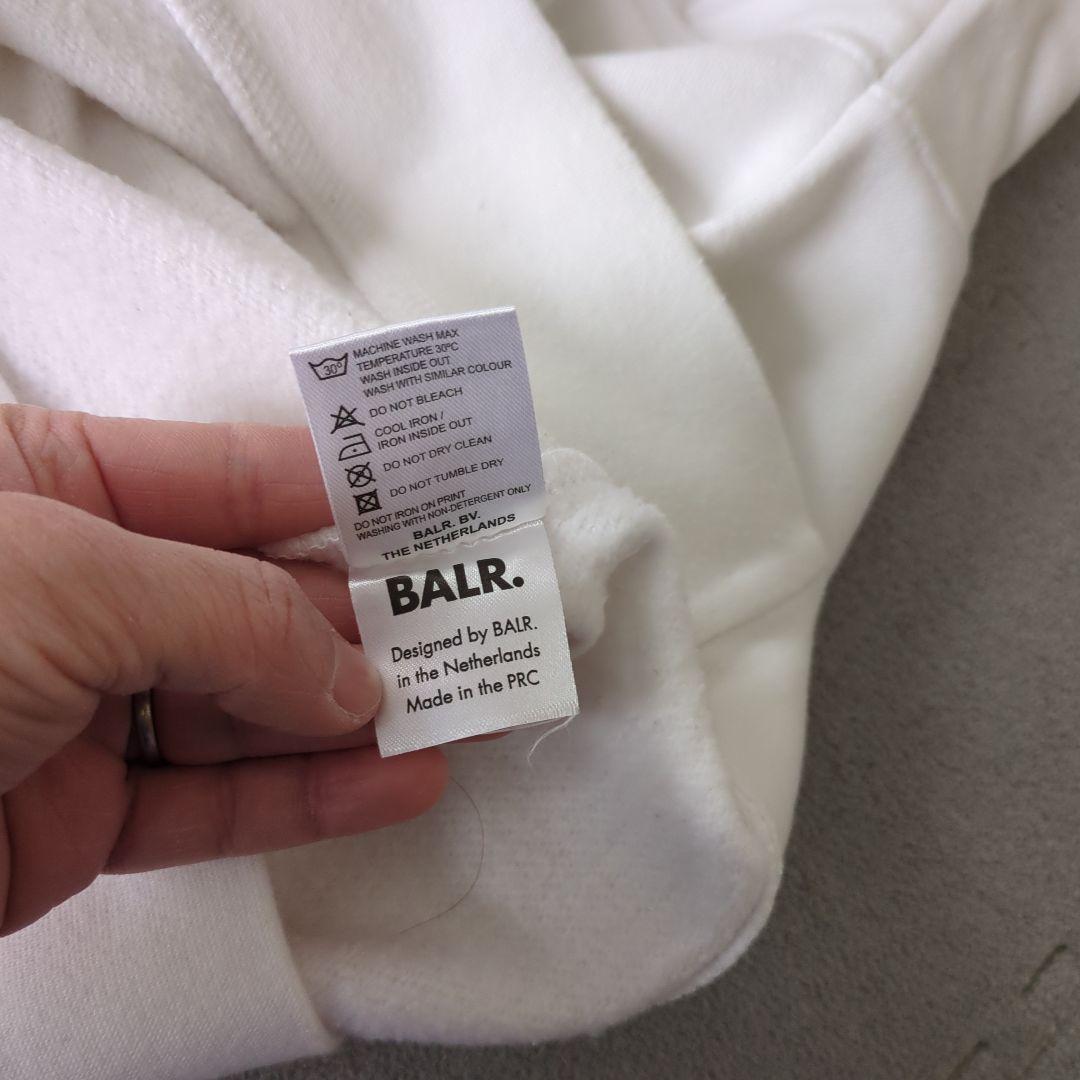 30º
MACHINE WASH MAX
TEMPERATURE 30ºC
WASH INSIDE OUT
WASH WITH SIMILAR COLOUR
DO NOT BLEACH
COOL IRON /
IRON INSIDE OUT
DO NOT DRY CLEAN
DO NOT TUMBLE DRY
DO NOT IRON ON PRINT
WASHING WITH NON-DETERGENT ONLY
BALR. BV.
THE NETHERLANDS
BALR.
Designed by BALR.
in the Netherlands
Made in the PRC